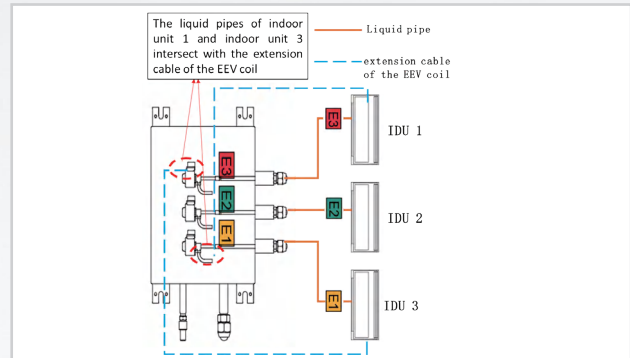 The liquid pipes of indoor
unit 1 and indoor unit 3
intersect with the extension
cable of the EEV coil
Liquid pipe
extension cable
of the EEV coil
E3
IDU 1
E3
E2
E2
IDU 2
E1
E1
IDU 3